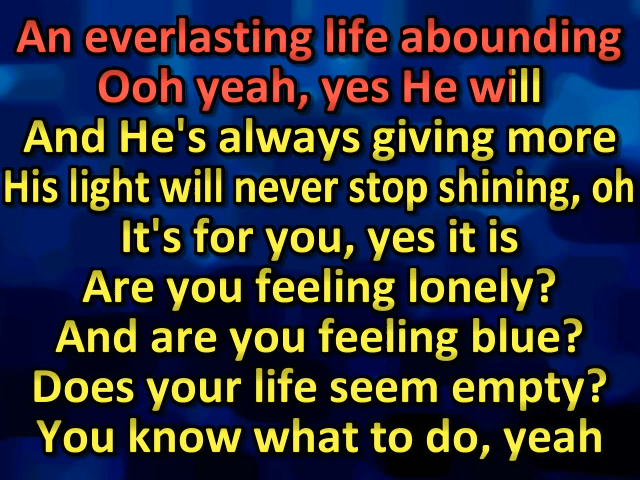 An everlasting life abounding
Ooh yeah, yes He will
And He's always giving more
His light will never stop shining, oh
It's for you, yes it is
Are you feeling lonely?
And are you feeling blue?
Does your life seem empty?
You know what to do, yeah